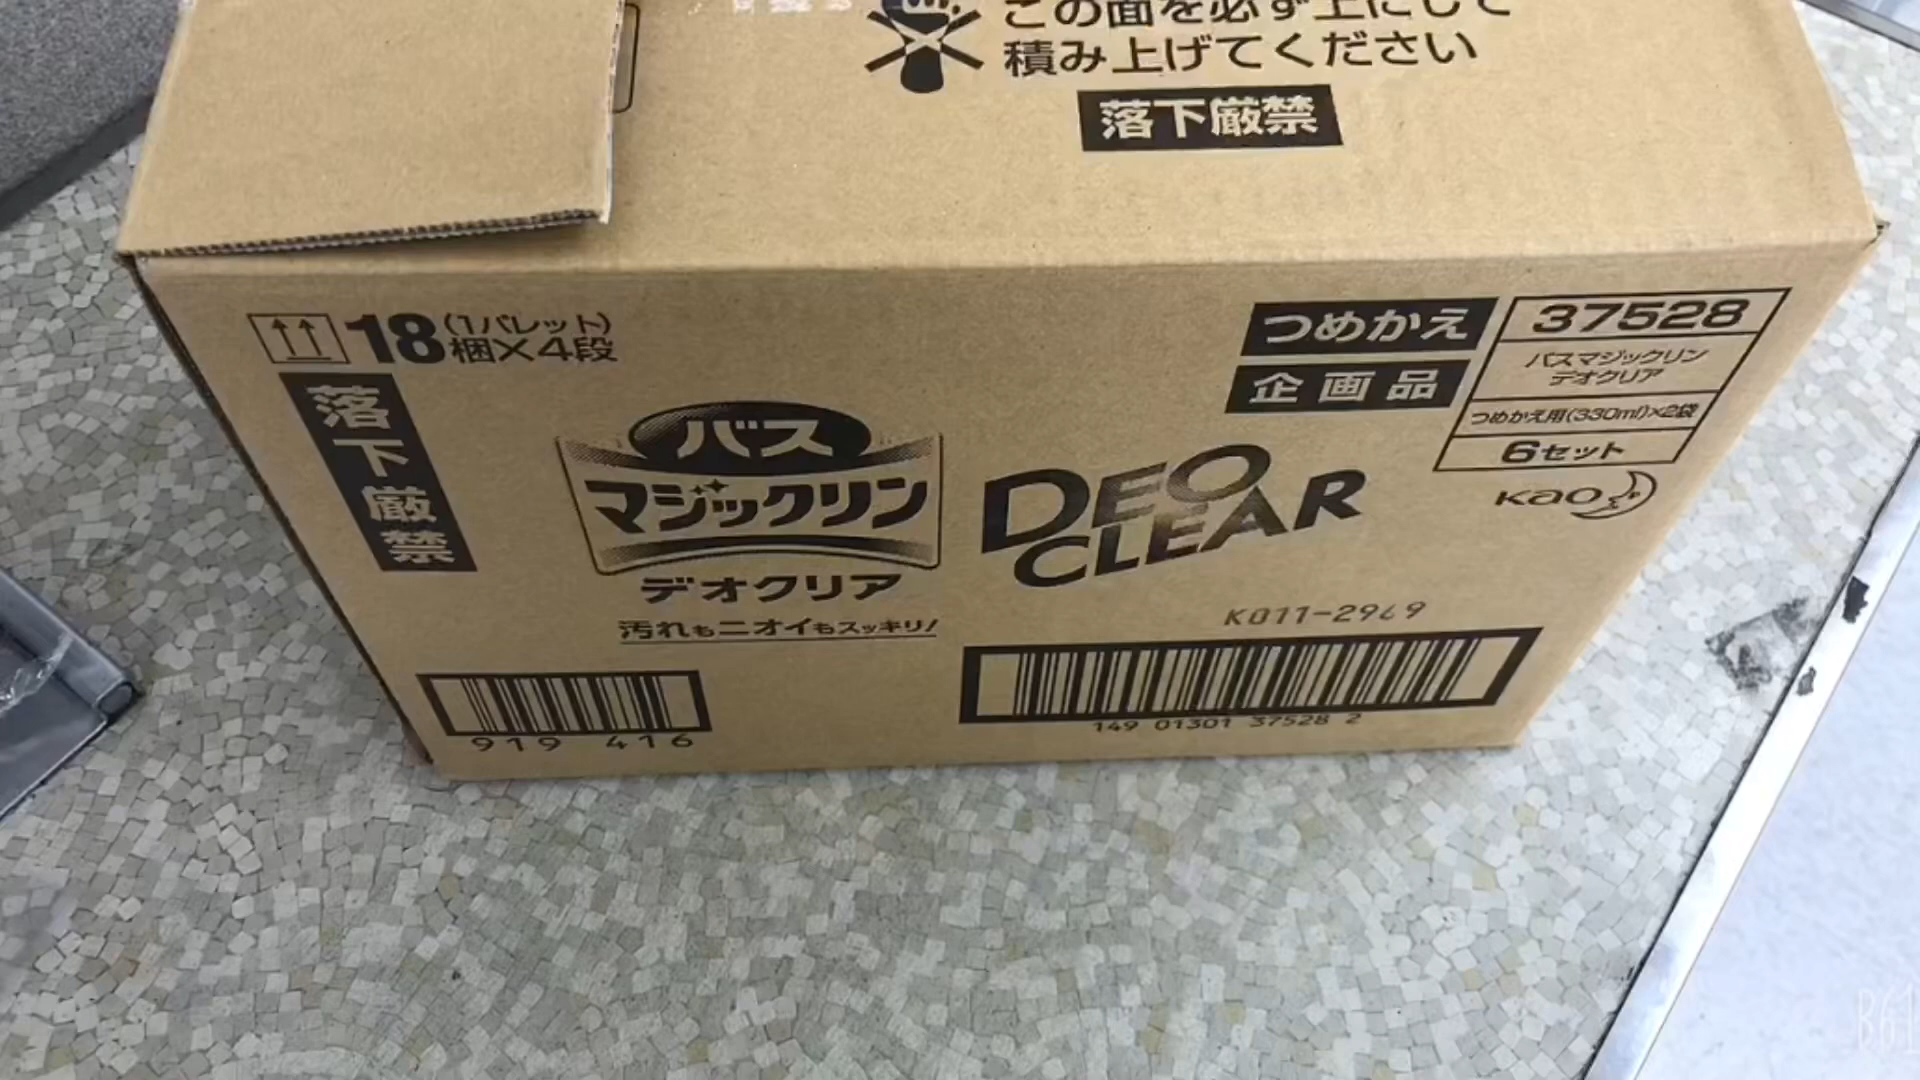 この面を必ず上にして
積み上げてください
落下厳禁
18(1パレット)
梱×4段
落下厳禁
つめかえ
企画品
37528
バスマジックリン
デオクリア
つめかえ用(330ml)×2袋
6セット
Kao
バス
マジックリン
デオクリア
汚れもニオイもスッキリ!
DEO
CLEAR
919 416
149 01301 37528 2